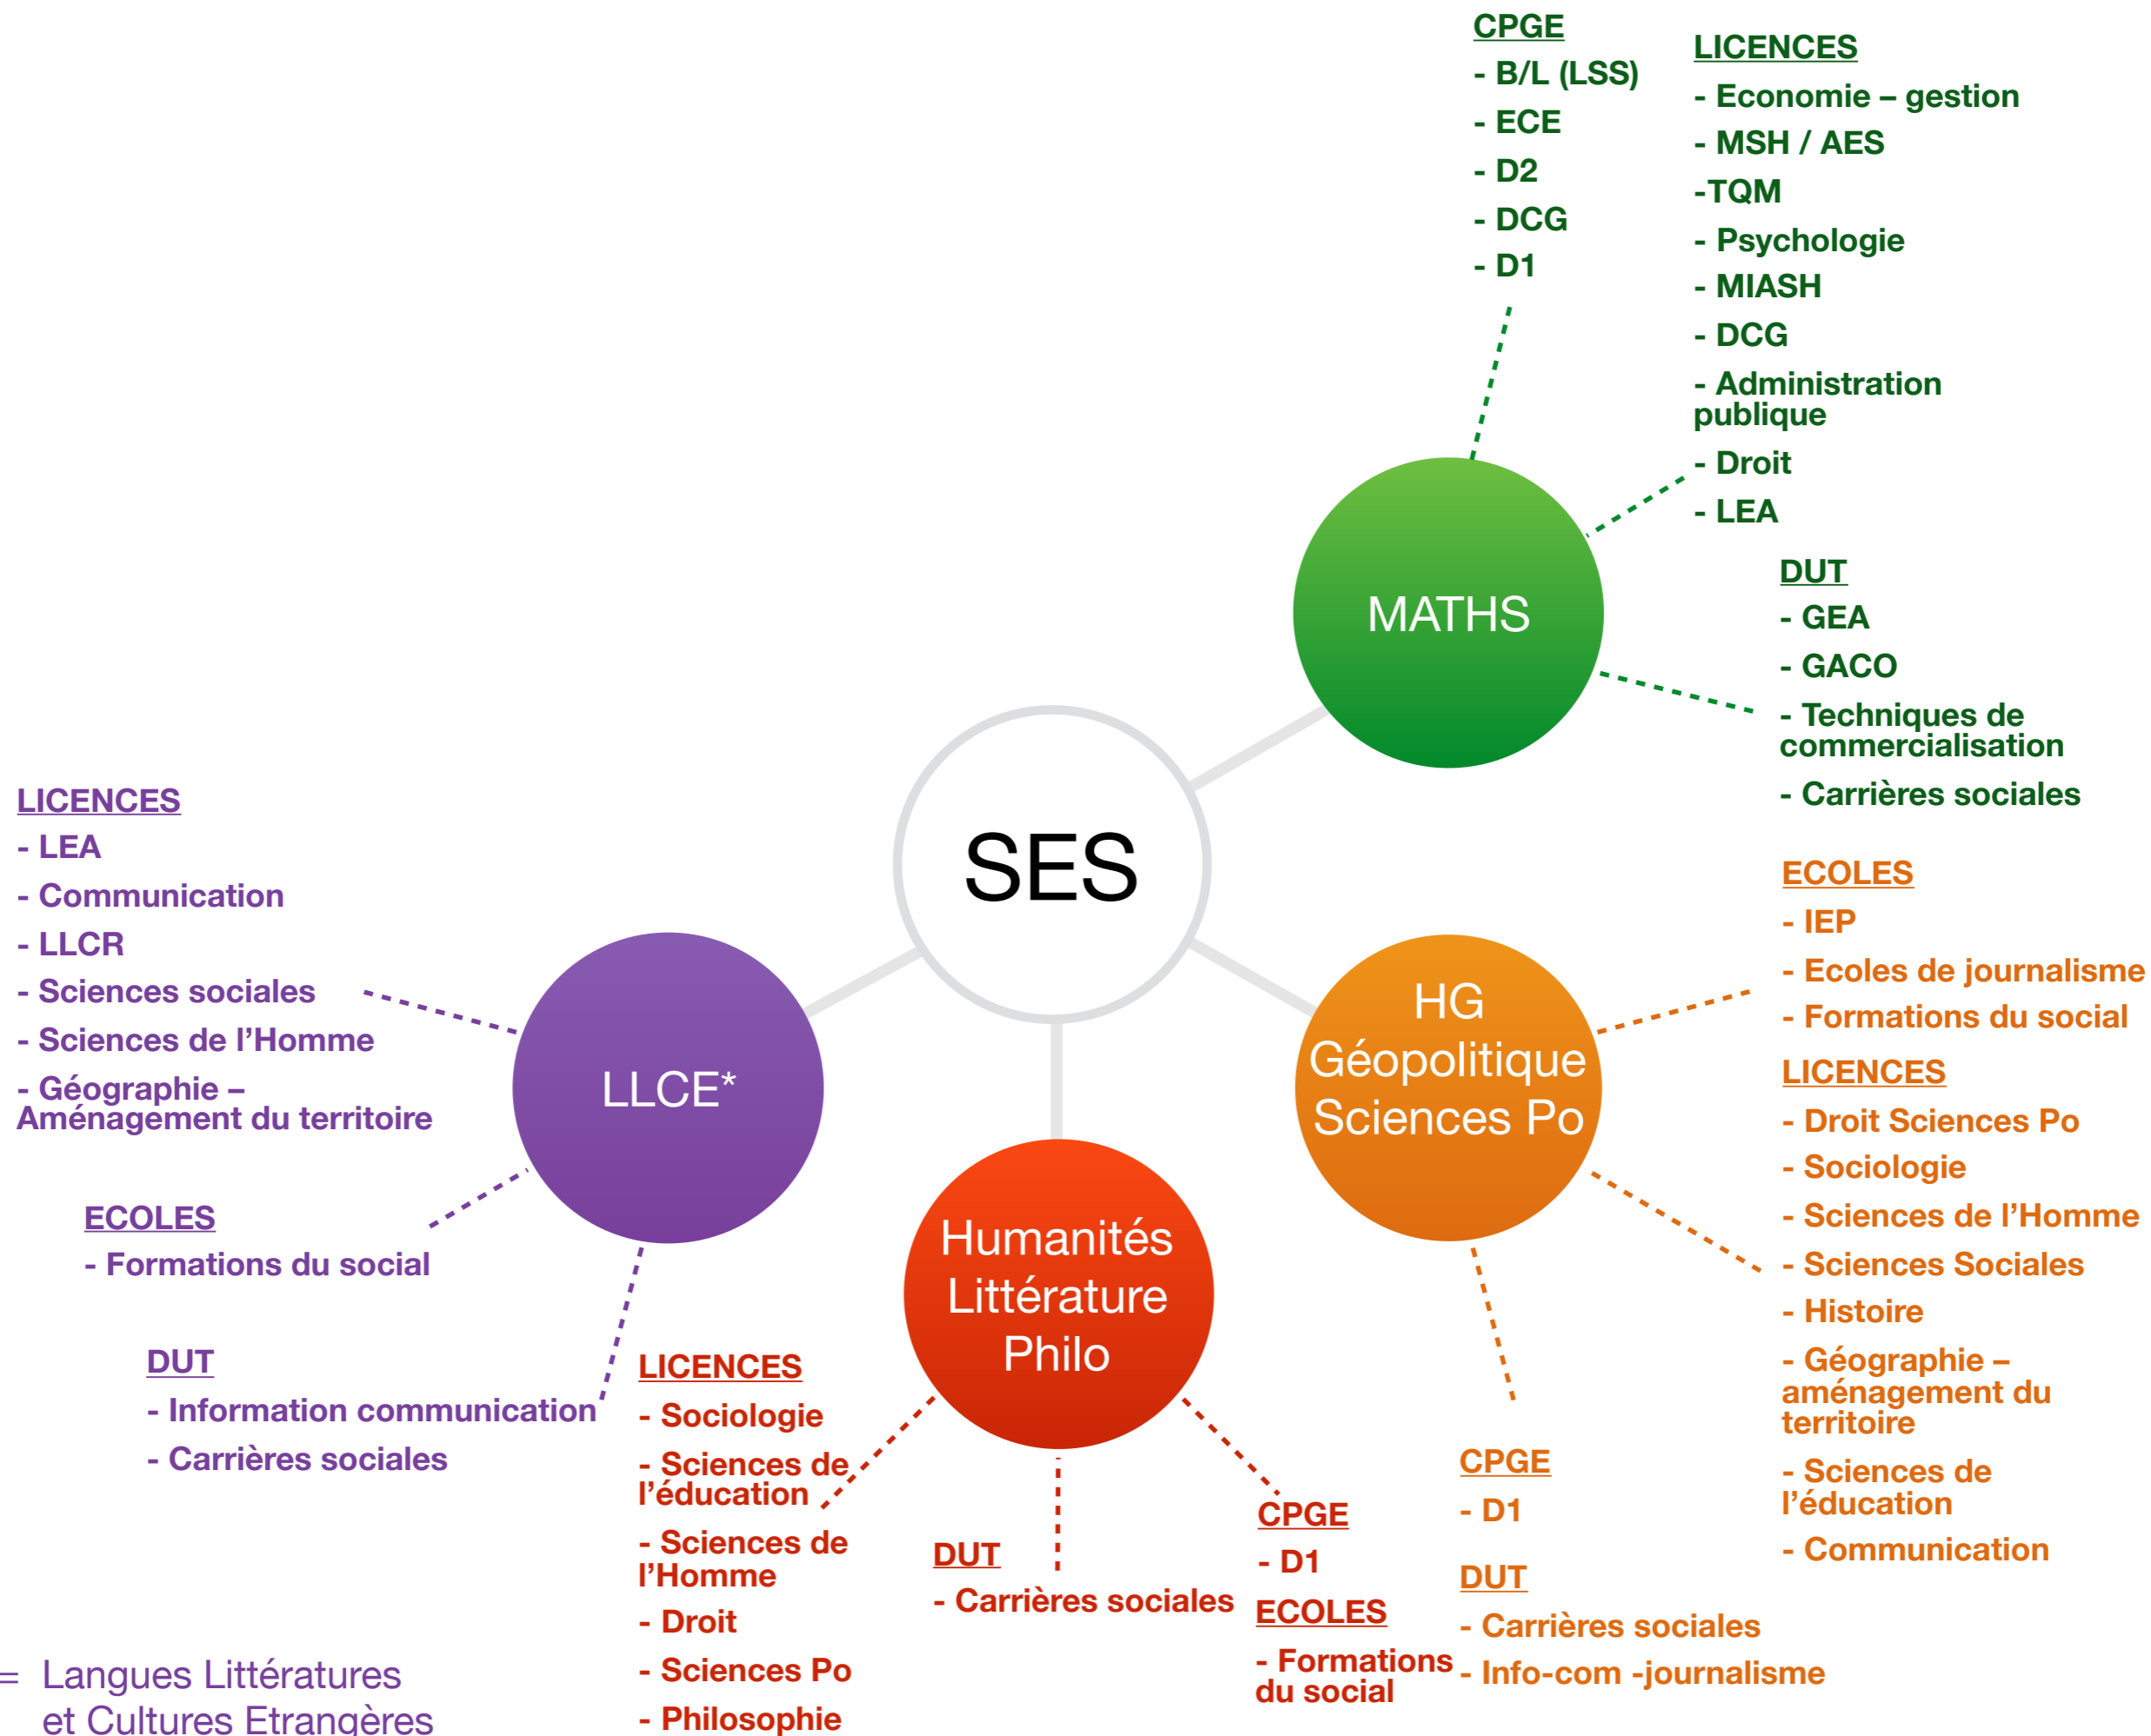 CPGE
- B/L (LSS)
- ECE
- D2
- DCG
- D1
LICENCES
- Economie – gestion
- MSH / AES
-TQM
- Psychologie
- MIASH
- DCG
- Administration
publique
- Droit
- LEA
MATHS
DUT
- GEA
- GACO
- Techniques de
commercialisation
- Carrières sociales
SES
LICENCES
- LEA
- Communication
- LLCR
- Sciences sociales
- Sciences de l’Homme
- Géographie –
Aménagement du territoire
LLCE*
ECOLES
- Formations du social
DUT
- Information communication
- Carrières sociales
HG
Géopolitique
Sciences Po
ECOLES
- IEP
- Ecoles de journalisme
- Formations du social
LICENCES
- Droit Sciences Po
- Sociologie
- Sciences de l’Homme
- Sciences Sociales
- Histoire
- Géographie –
aménagement du
territoire
- Sciences de
l’éducation
- Communication
Humanités
Littérature
Philo
LICENCES
- Sociologie
- Sciences de
l’éducation
- Sciences de
l’Homme
- Droit
- Sciences Po
- Philosophie
DUT
- Carrières sociales
CPGE
- D1
ECOLES
- Formations
du social
CPGE
- D1
DUT
- Carrières sociales
- Info-com -journalisme
= Langues Littératures
et Cultures Etrangères